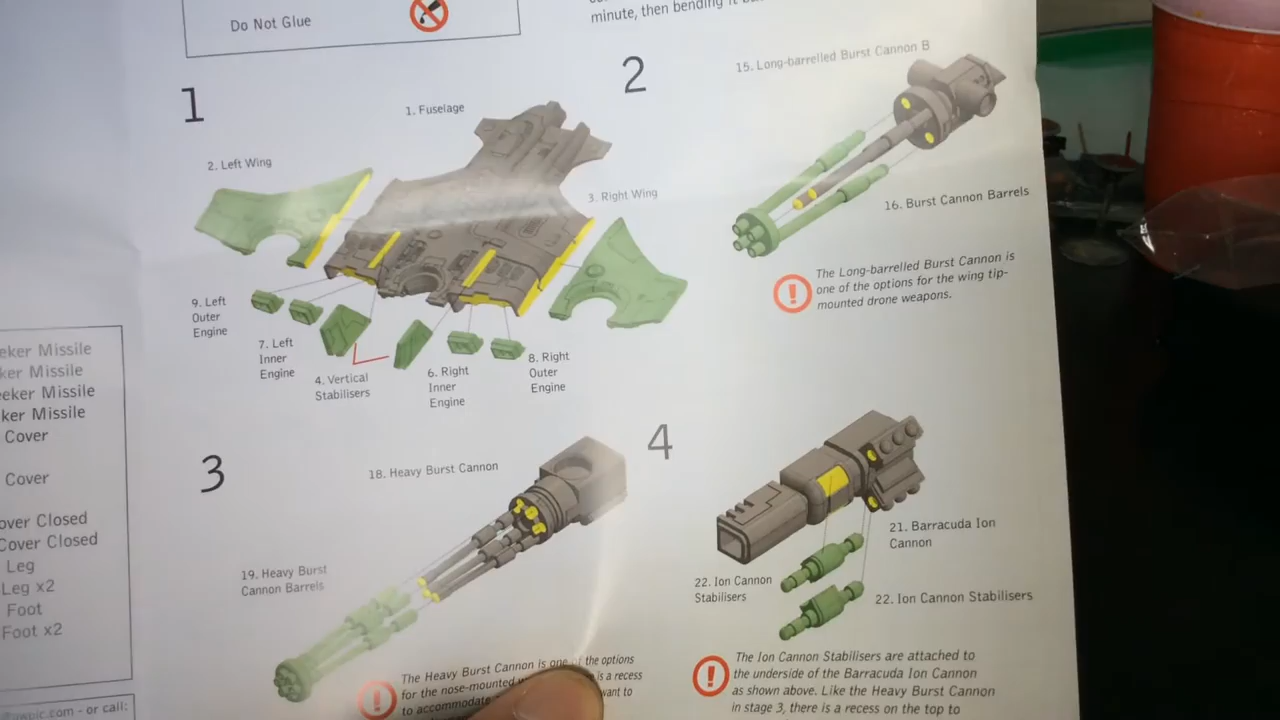 Do Not Glue
minute, then bending it
1
1. Fuselage
2. Left Wing
3. Right Wing
9. Left
Outer
Engine
7. Left
Inner
Engine
4. Vertical
Stabilisers
6. Right
Inner
Engine
8. Right
Outer
Engine
2
15. Long-barrelled Burst Cannon B
16. Burst Cannon Barrels
The Long-barrelled Burst Cannon is
one of the options for the wing tip-
mounted drone weapons.
eker Missile
ker Missile
eeker Missile
ker Missile
Cover
Cover
over Closed
Cover Closed
Leg
Leg x2
Foot
Foot x2
wpic.com - or call:
3
18. Heavy Burst Cannon
19. Heavy Burst
Cannon Barrels
The Heavy Burst Cannon is one of the options
for the nose-mounted is a recess
to accommodate want to
4
21. Barracuda Ion
Cannon
22. Ion Cannon
Stabilisers
22. Ion Cannon Stabilisers
The Ion Cannon Stabilisers are attached to
the underside of the Barracuda Ion Cannon
as shown above. Like the Heavy Burst Cannon
in stage 3, there is a recess on the top to